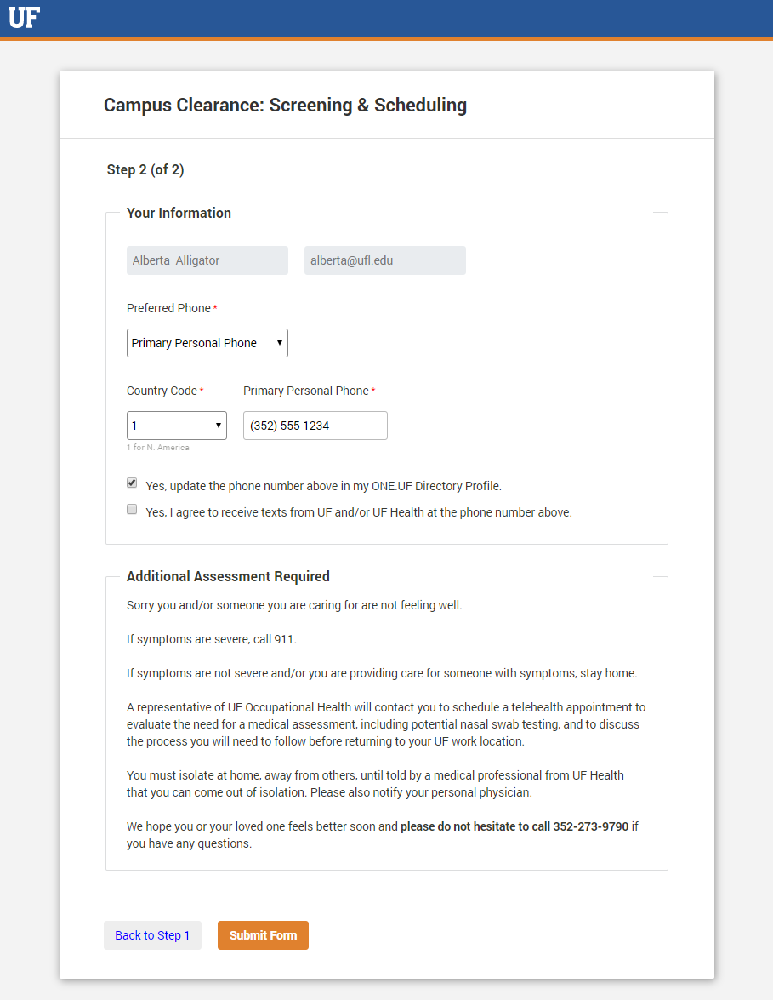 UF
Campus Clearance: Screening & Scheduling
Step 2 (of 2)
Your Information
Alberta Alligator alberta@ufl.edu
Preferred Phone *
Primary Personal Phone
Country Code * Primary Personal Phone *
1 (352) 555-1234
1 for N. America
Yes, update the phone number above in my ONE.UF Directory Profile.
Yes, I agree to receive texts from UF and/or UF Health at the phone number above.
Additional Assessment Required
Sorry you and/or someone you are caring for are not feeling well.
If symptoms are severe, call 911.
If symptoms are not severe and/or you are providing care for someone with symptoms, stay home.
A representative of UF Occupational Health will contact you to schedule a telehealth appointment to
evaluate the need for a medical assessment, including potential nasal swab testing, and to discuss
the process you will need to follow before returning to your UF work location.
You must isolate at home, away from others, until told by a medical professional from UF Health
that you can come out of isolation. Please also notify your personal physician.
We hope you or your loved one feels better soon and please do not hesitate to call 352-273-9790 if
you have any questions.
Back to Step 1 Submit Form